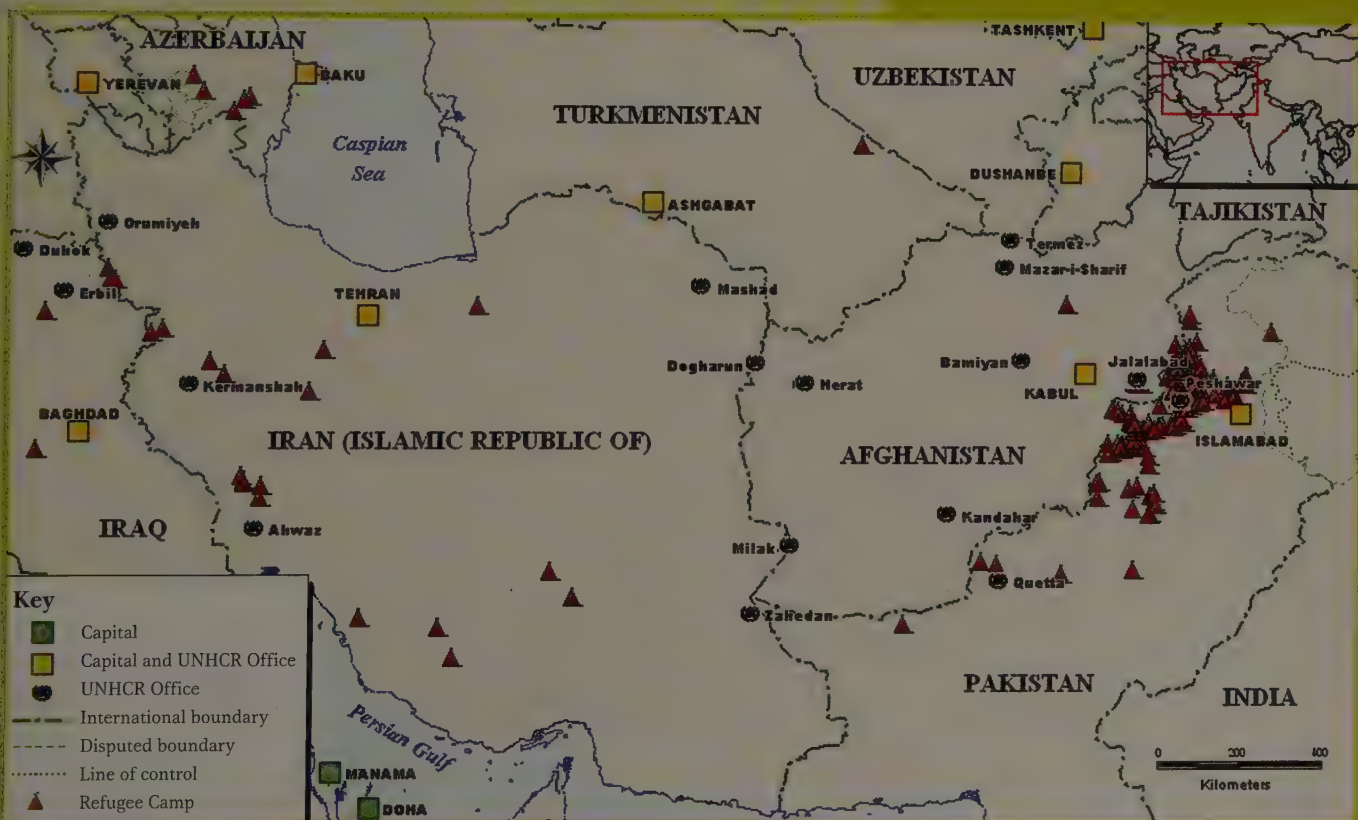 TASHKENT
AZERBAIJAN
YEREVAN
BAKU
UZBEKISTAN
TURKMENISTAN
Caspian
Sea
DUSHANBE
ASHGABAT
TAJIKISTAN
Orumiyeh
Duhok
Termez
Mazar-i-Sharif
Erbil
Mashad
TEHRAN
Dogharun
Bamiyan
Jalalabad
Kermanshah
Herat
KABUL
Peshawar
BAGHDAD
ISLAMABAD
IRAN (ISLAMIC REPUBLIC OF)
AFGHANISTAN
IRAQ
Ahwaz
Kandahar
Milak
Quetta
Zahedan
PAKISTAN
INDIA
Persian Gulf
MANAMA
DOHA
Key
Capital
Capital and UNHCR Office
UNHCR Office
International boundary
Disputed boundary
Line of control
Refugee Camp
0 200 400
Kilometers